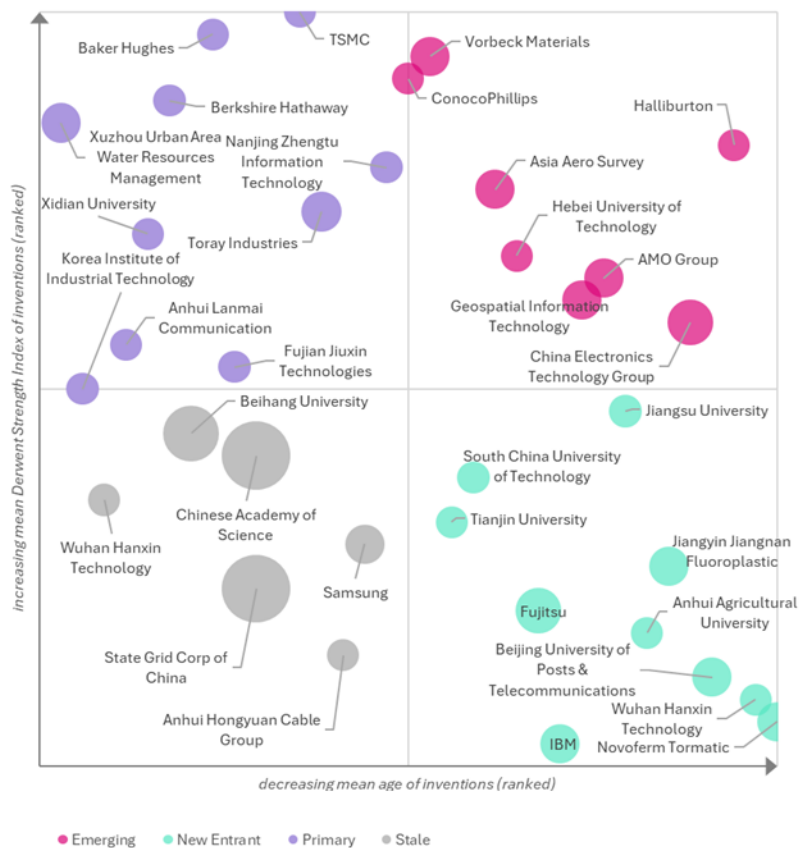 TSMC
Baker Hughes
Vorbeck Materials
ConocoPhillips
Berkshire Hathaway
Halliburton
Xuzhou Urban Area
Water Resources
Management
Nanjing Zhengtu
Information
Technology
Asia Aero Survey
Xidian University
Hebei University of
Technology
Toray Industries
Korea Institute of
Industrial Technology
AMO Group
Geospatial Information
Technology
Anhui Lanmai
Communication
Fujian Jiuxin
Technologies
China Electronics
Technology Group
Beihang University
Jiangsu University
South China University
of Technology
Chinese Academy of
Science
Tianjin University
Wuhan Hanxin
Technology
Jiangyin Jiangnan
Fluoroplastic
Samsung
Fujitsu
Anhui Agricultural
University
State Grid Corp of
China
Beijing University of
Posts &
Telecommunications
Anhui Hongyuan Cable
Group
Wuhan Hanxin
Technology
Novoferm Tormatic
IBM
increasing mean Derwent Strength Index of inventions (ranked)
decreasing mean age of inventions (ranked)
Emerging
New Entrant
Primary
Stale